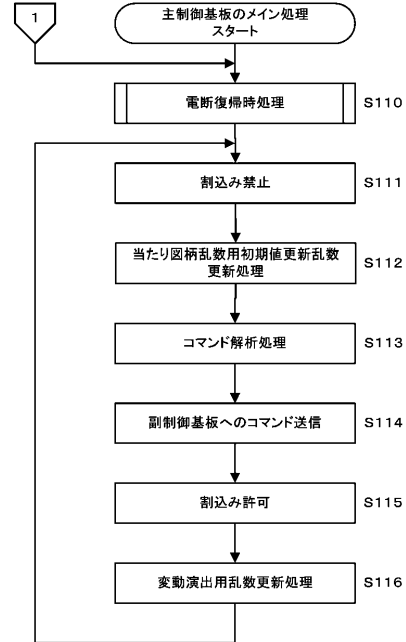 1
主制御基板のメイン処理
スタート
電断復帰時処理
S110
割込み禁止
S111
当たり図柄乱数用初期値更新乱数
更新処理
S112
コマンド解析処理
S113
副制御基板へのコマンド送信
S114
割込み許可
S115
変動演出用乱数更新処理
S116